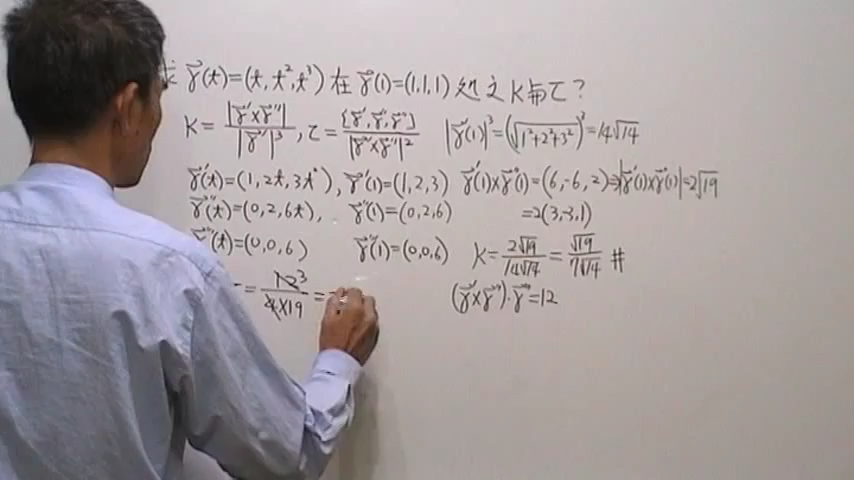 求 γ⃗(t)=(t, t², t³) 在 γ⃗(1)=(1,1,1) 处之 K 与 τ?
K = |γ⃗'×γ⃗''| / |γ⃗'|³, τ = {γ⃗', γ⃗'', γ⃗'''} / |γ⃗'×γ⃗''|² |γ⃗'(1)|³ = (√1²+2²+3²)³ = 14√14
γ⃗'(t)=(1, 2t, 3t²), γ⃗'(1)=(1,2,3) γ⃗'(1)×γ⃗''(1)=(6,-6,2)⇒|γ⃗'(1)×γ⃗''(1)|=2√19
γ⃗''(t)=(0,2,6t), γ⃗''(1)=(0,2,6) =2(3,-3,1)
γ⃗'''(t)=(0,0,6) γ⃗'''(1)=(0,0,6) K = 2√19 / 14√14 = √19 / 7√14 #
= 12 3 / 4×19 = (γ⃗'×γ⃗'')·γ⃗'''=12